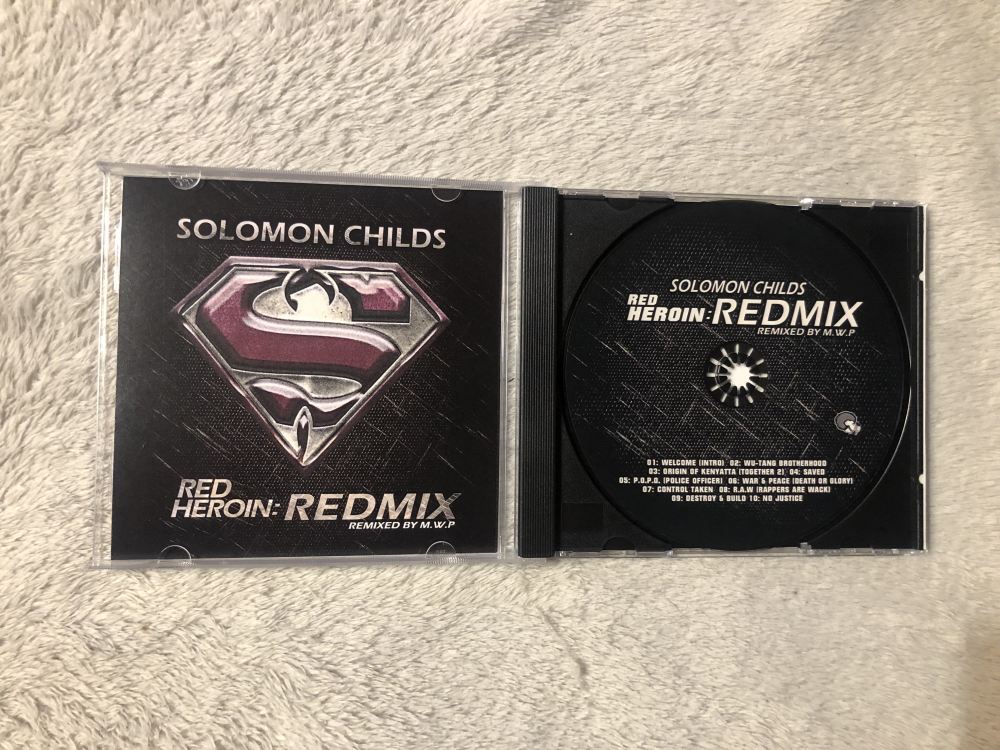 SOLOMON CHILDS
RED
HEROIN: REDMIX
REMIXED BY M.W.P
SOLOMON CHILDS
RED
HEROIN: REDMIX
REMIXED BY M.W.P
01: WELCOME (INTRO) 02: WU-TANG BROTHERHOOD
03: ORIGIN OF KENYATTA (TOGETHER 2) 04: SAVED
05: P.O.P.O. (POLICE OFFICER) 06: WAR & PEACE (DEATH OR GLORY)
07: CONTROL TAKEN 08: R.A.W (RAPPERS ARE WACK)
09: DESTROY & BUILD 10: NO JUSTICE